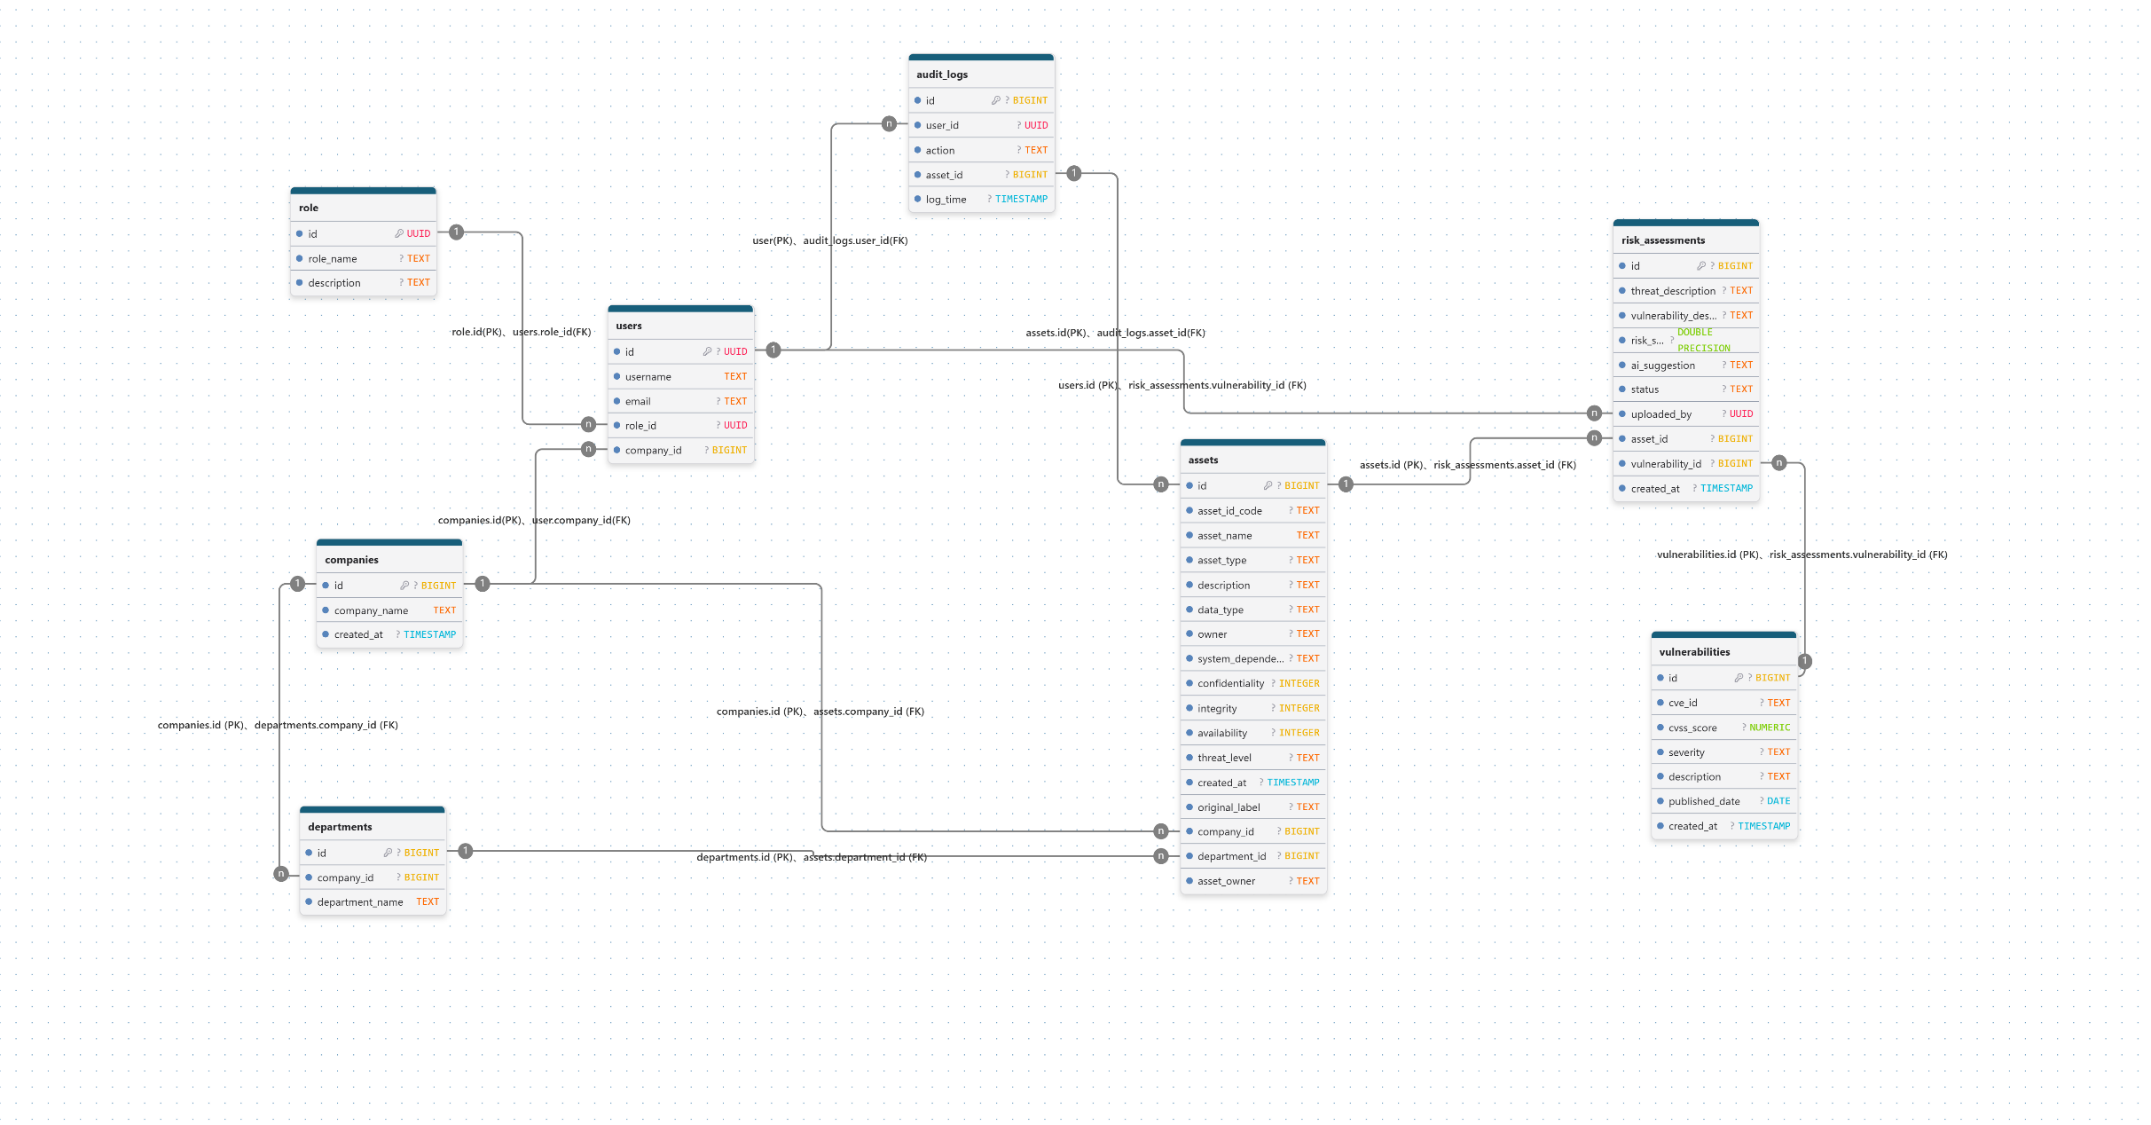 audit_logs
id ? BIGINT
user_id ? UUID
action ? TEXT
asset_id ? BIGINT
log_time ? TIMESTAMP
n
1
role
id UUID
role_name ? TEXT
description ? TEXT
1
user(PK)、audit_logs.user_id(FK)
role.id(PK)、users.role_id(FK)
users
id ? UUID
username TEXT
email ? TEXT
role_id ? UUID
company_id ? BIGINT
1
n
n
assets.id(PK)、audit_logs.asset_id(FK)
users.id (PK)、risk_assessments.vulnerability_id (FK)
risk_assessments
id ? BIGINT
threat_description ? TEXT
vulnerability_des... ? TEXT
risk_s... ? DOUBLE PRECISION
ai_suggestion ? TEXT
status ? TEXT
uploaded_by ? UUID
asset_id ? BIGINT
vulnerability_id ? BIGINT
created_at ? TIMESTAMP
n
n
n
assets.id (PK)、risk_assessments.asset_id (FK)
assets
id ? BIGINT
asset_id_code ? TEXT
asset_name TEXT
asset_type ? TEXT
description ? TEXT
data_type ? TEXT
owner ? TEXT
system_depende... ? TEXT
confidentiality ? INTEGER
integrity ? INTEGER
availability ? INTEGER
threat_level ? TEXT
created_at ? TIMESTAMP
original_label ? TEXT
company_id ? BIGINT
department_id ? BIGINT
asset_owner ? TEXT
n
1
n
n
companies.id(PK)、user.company_id(FK)
companies
id ? BIGINT
company_name TEXT
created_at ? TIMESTAMP
1
1
vulnerabilities.id (PK)、risk_assessments.vulnerability_id (FK)
vulnerabilities
id ? BIGINT
cve_id ? TEXT
cvss_score ? NUMERIC
severity ? TEXT
description ? TEXT
published_date ? DATE
created_at ? TIMESTAMP
1
companies.id (PK)、departments.company_id (FK)
companies.id (PK)、assets.company_id (FK)
departments
id ? BIGINT
company_id ? BIGINT
department_name TEXT
1
n
departments.id (PK)、assets.department_id (FK)